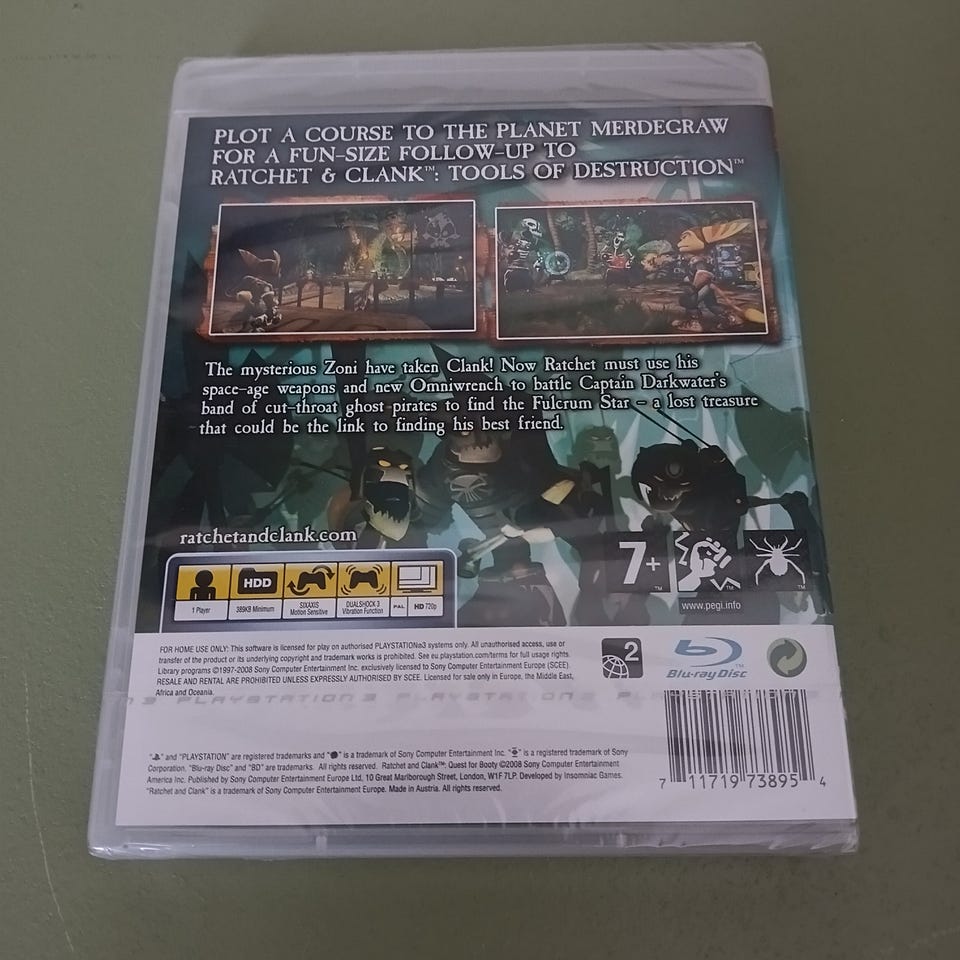 PLOT A COURSE TO THE PLANET MERDEGRAW
FOR A FUN-SIZE FOLLOW-UP TO
RATCHET & CLANK™: TOOLS OF DESTRUCTION™
The mysterious Zoni have taken Clank! Now Ratchet must use his
space-age weapons and new Omniwrench to battle Captain Darkwater's
band of cut-throat ghost pirates to find the Fulcrum Star - a lost treasure
that could be the link to finding his best friend.
ratchetandclank.com
7+™
™
™
www.pegi.info
HDD
1 Player
389KB Minimum
SIXAXIS
Motion Sensitive
DUALSHOCK 3
Vibration Function
PAL
HD 720p
FOR HOME USE ONLY: This software is licensed for play on authorised PLAYSTATION®3 systems only. All unauthorised access, use or
transfer of the product or its underlying copyright and trademark works is prohibited. See eu.playstation.com/terms for full usage rights.
Library programs ©1997-2008 Sony Computer Entertainment Inc. exclusively licensed to Sony Computer Entertainment Europe (SCEE).
RESALE AND RENTAL ARE PROHIBITED UNLESS EXPRESSLY AUTHORISED BY SCEE. Licensed for sale only in Europe, the Middle East,
Africa and Oceania.
2
Blu-ray Disc™
PLAYSTATION 3 PLAYSTATION 3 PL
" " and "PLAYSTATION" are registered trademarks and " " is a trademark of Sony Computer Entertainment Inc. " " is a registered trademark of Sony
Corporation. "Blu-ray Disc" and "BD" are trademarks. All rights reserved. Ratchet and Clank™: Quest for Booty ©2008 Sony Computer Entertainment
America Inc. Published by Sony Computer Entertainment Europe Ltd, 10 Great Marlborough Street, London, W1F 7LP. Developed by Insomniac Games.
"Ratchet and Clank" is a trademark of Sony Computer Entertainment Europe. Made in Austria. All rights reserved.
7 11719 73895 4